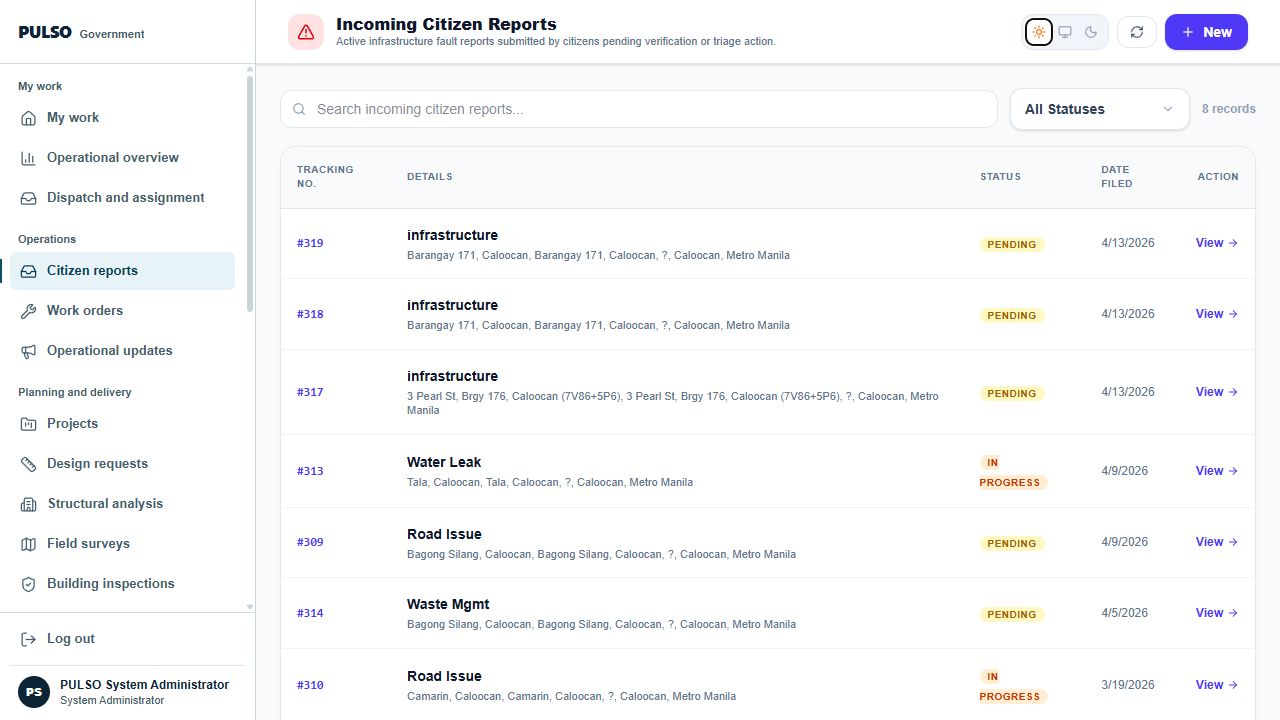 PULSO Government
Incoming Citizen Reports
Active infrastructure fault reports submitted by citizens pending verification or triage action.
New
My work
My work
Operational overview
Dispatch and assignment
Operations
Citizen reports
Work orders
Operational updates
Planning and delivery
Projects
Design requests
Structural analysis
Field surveys
Building inspections
Log out
PS
PULSO System Administrator
System Administrator
Search incoming citizen reports...
All Statuses
8 records
TRACKING
NO.
DETAILS
STATUS
DATE
FILED
ACTION
#319
infrastructure
Barangay 171, Caloocan, Barangay 171, Caloocan, ?, Caloocan, Metro Manila
PENDING
4/13/2026
View →
#318
infrastructure
Barangay 171, Caloocan, Barangay 171, Caloocan, ?, Caloocan, Metro Manila
PENDING
4/13/2026
View →
#317
infrastructure
3 Pearl St, Brgy 176, Caloocan (7V86+5P6), 3 Pearl St, Brgy 176, Caloocan (7V86+5P6), ?, Caloocan, Metro
Manila
PENDING
4/13/2026
View →
#313
Water Leak
Tala, Caloocan, Tala, Caloocan, ?, Caloocan, Metro Manila
IN
PROGRESS
4/9/2026
View →
#309
Road Issue
Bagong Silang, Caloocan, Bagong Silang, Caloocan, ?, Caloocan, Metro Manila
PENDING
4/9/2026
View →
#314
Waste Mgmt
Bagong Silang, Caloocan, Bagong Silang, Caloocan, ?, Caloocan, Metro Manila
PENDING
4/5/2026
View →
#310
Road Issue
Camarin, Caloocan, Camarin, Caloocan, ?, Caloocan, Metro Manila
IN
PROGRESS
3/19/2026
View →